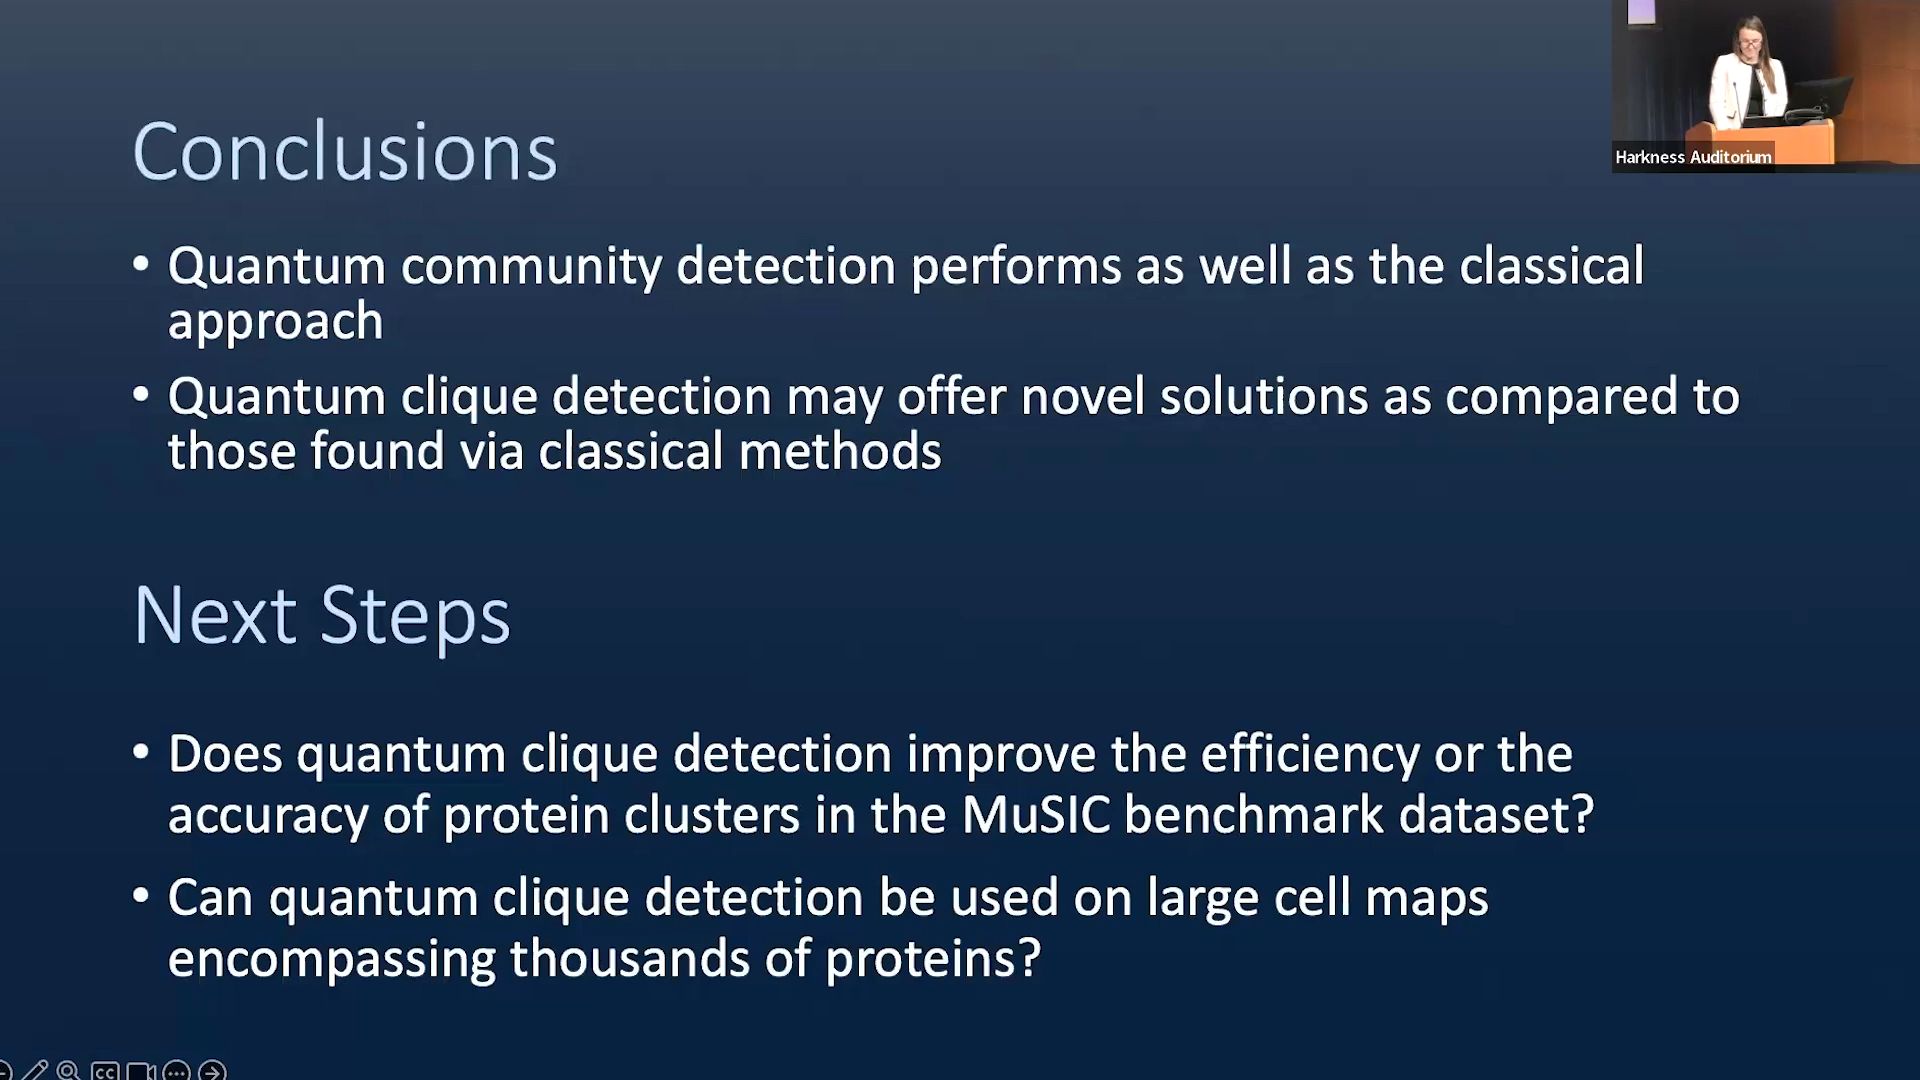 Harkness Auditorium
Conclusions
• Quantum community detection performs as well as the classical
approach
• Quantum clique detection may offer novel solutions as compared to
those found via classical methods
Next Steps
• Does quantum clique detection improve the efficiency or the
accuracy of protein clusters in the MuSIC benchmark dataset?
• Can quantum clique detection be used on large cell maps
encompassing thousands of proteins?
CC